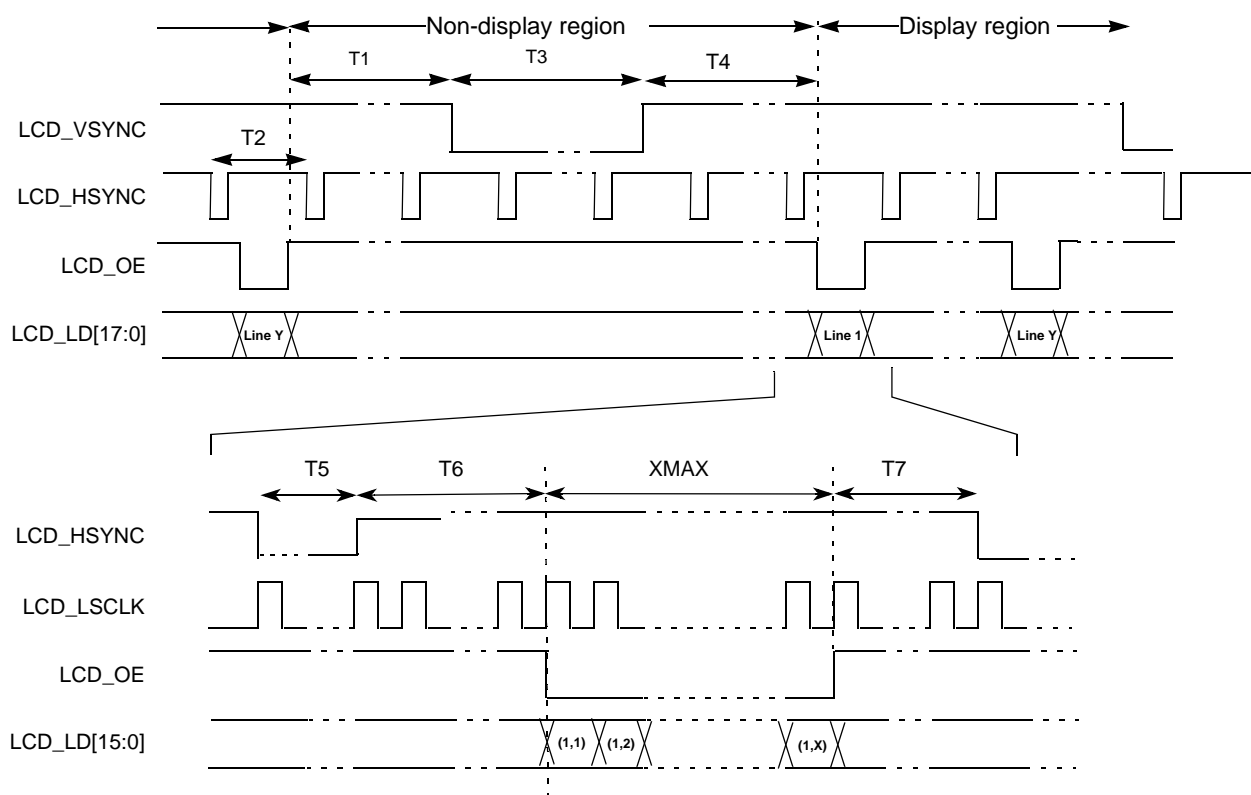 Non-display region
Display region
T1
T3
T4
LCD_VSYNC
T2
LCD_HSYNC
LCD_OE
LCD_LD[17:0]
Line Y
Line 1
Line Y
T5
T6
XMAX
T7
LCD_HSYNC
LCD_LSCLK
LCD_OE
LCD_LD[15:0]
(1,1)
(1,2)
(1,X)